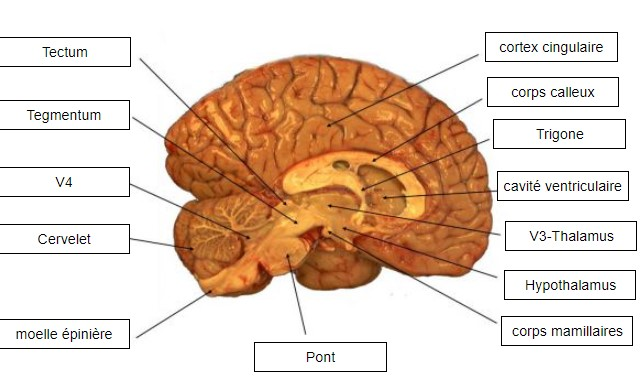 Tectum
Tegmentum
V4
Cervelet
moelle épinière
Pont
cortex cingulaire
corps calleux
Trigone
cavité ventriculaire
V3-Thalamus
Hypothalamus
corps mamillaires